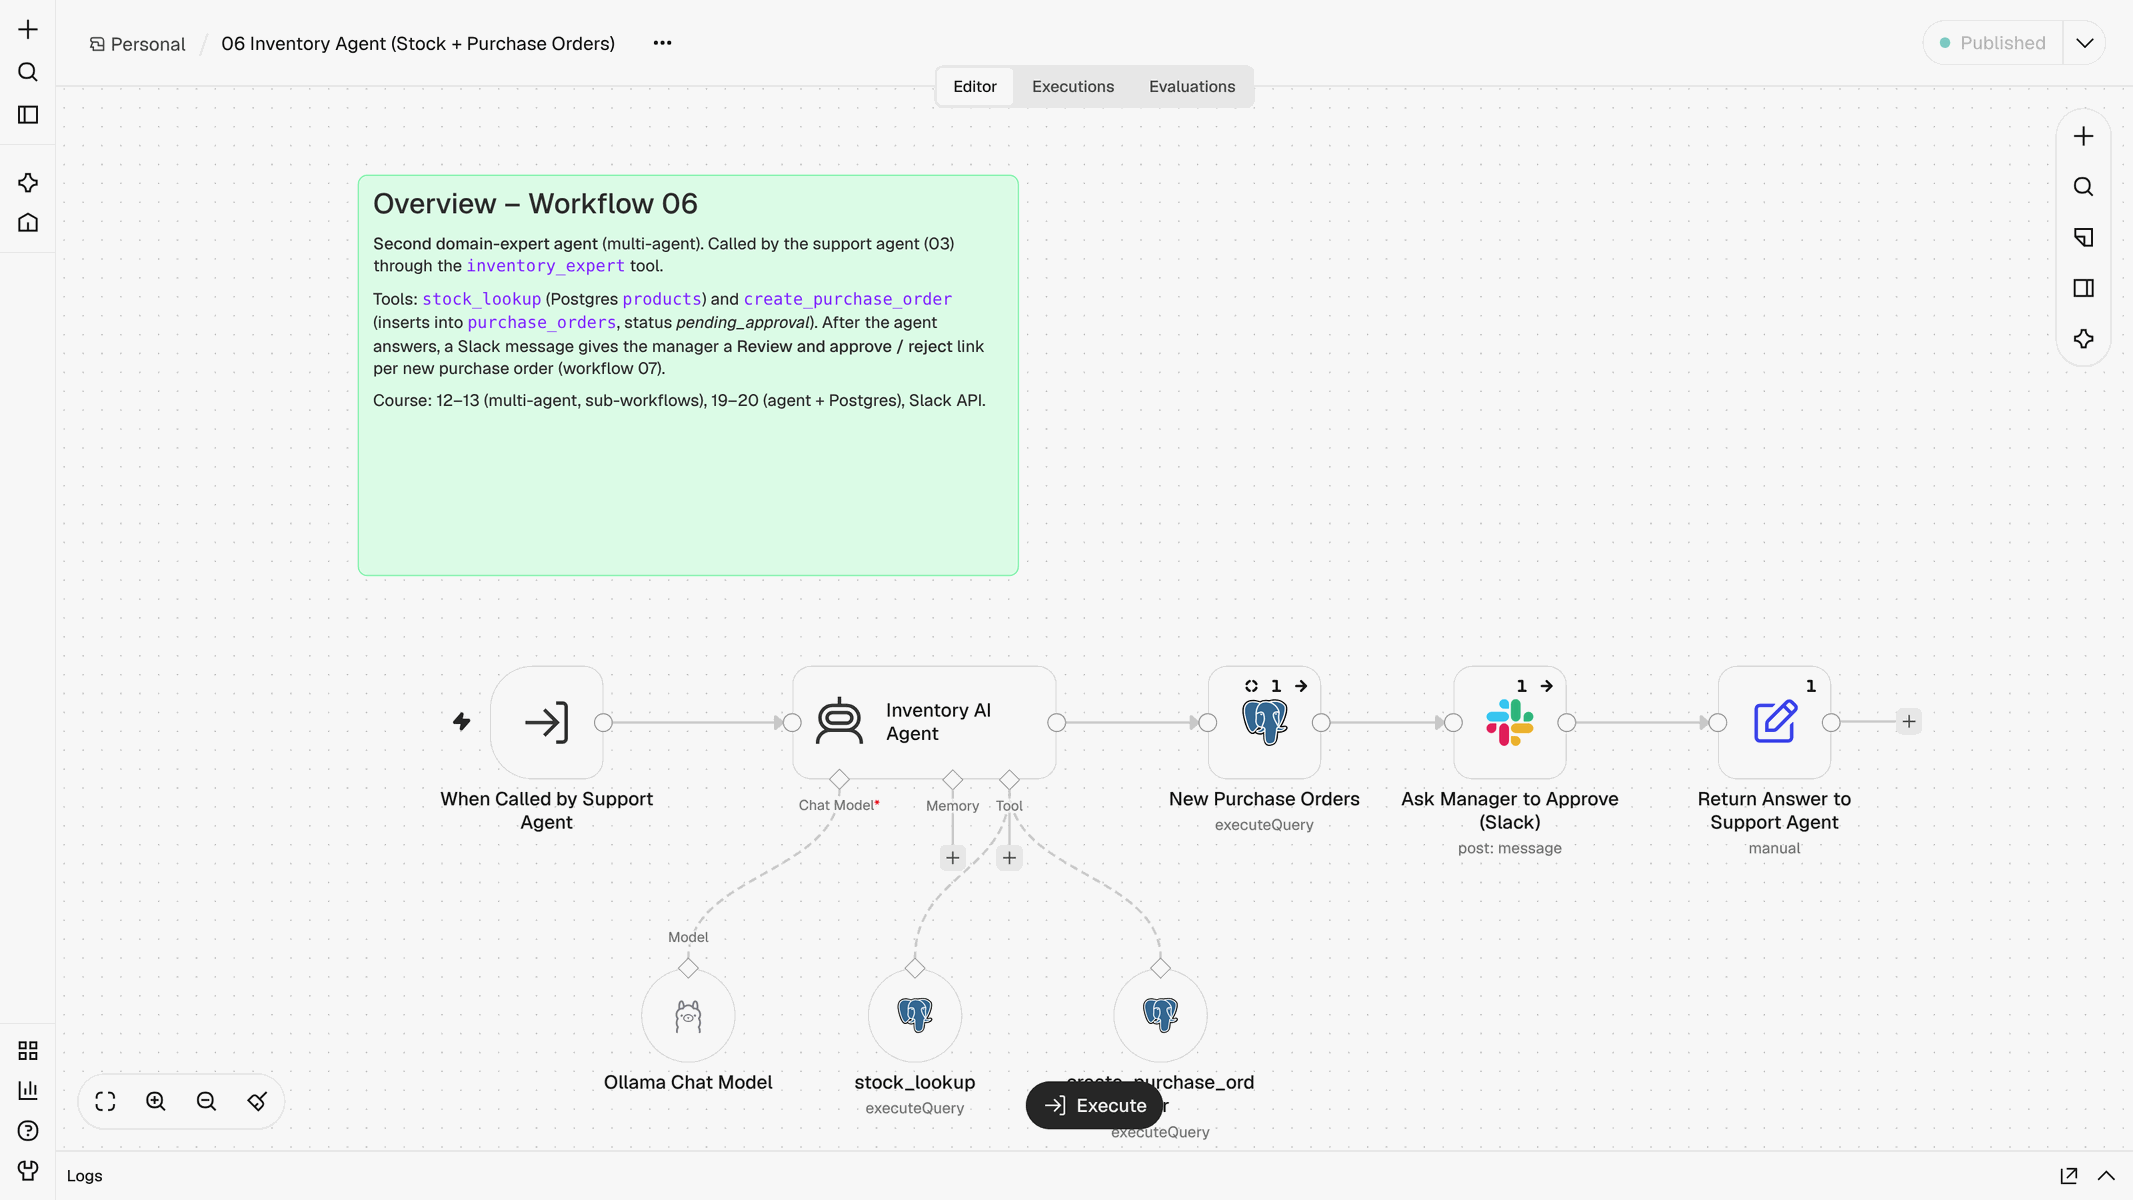 Personal / 06 Inventory Agent (Stock + Purchase Orders) •••
Published
Editor Executions Evaluations
Overview – Workflow 06
Second domain-expert agent (multi-agent). Called by the support agent (03)
through the inventory_expert tool.
Tools: stock_lookup (Postgres products) and create_purchase_order
(inserts into purchase_orders, status pending_approval). After the agent
answers, a Slack message gives the manager a Review and approve / reject link
per new purchase order (workflow 07).
Course: 12–13 (multi-agent, sub-workflows), 19–20 (agent + Postgres), Slack API.
1
1
1
Inventory AI
Agent
When Called by Support
Agent
Chat Model*
Memory
Tool
New Purchase Orders
executeQuery
Ask Manager to Approve
(Slack)
post: message
Return Answer to
Support Agent
manual
Model
Ollama Chat Model
stock_lookup
executeQuery
create_purchase_ord
r
executeQuery
Execute
Logs